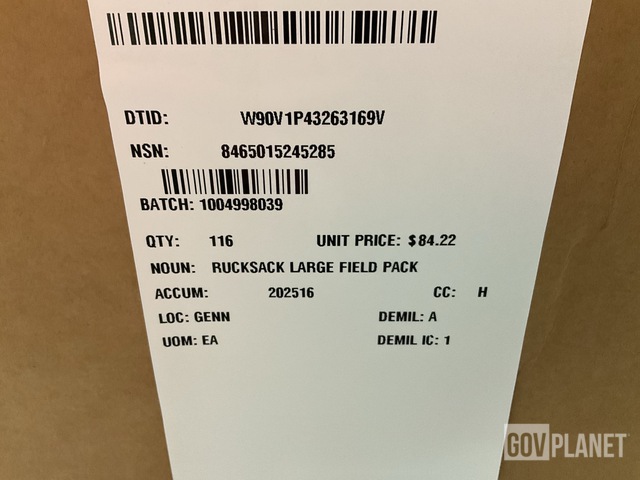 DTID: W90V1P43263169V
NSN: 8465015245285
BATCH: 1004998039
QTY: 116 UNIT PRICE: $84.22
NOUN: RUCKSACK LARGE FIELD PACK
ACCUM: 202516 CC: H
LOC: GENN DEMIL: A
UOM: EA DEMIL IC: 1
GOVPLANET